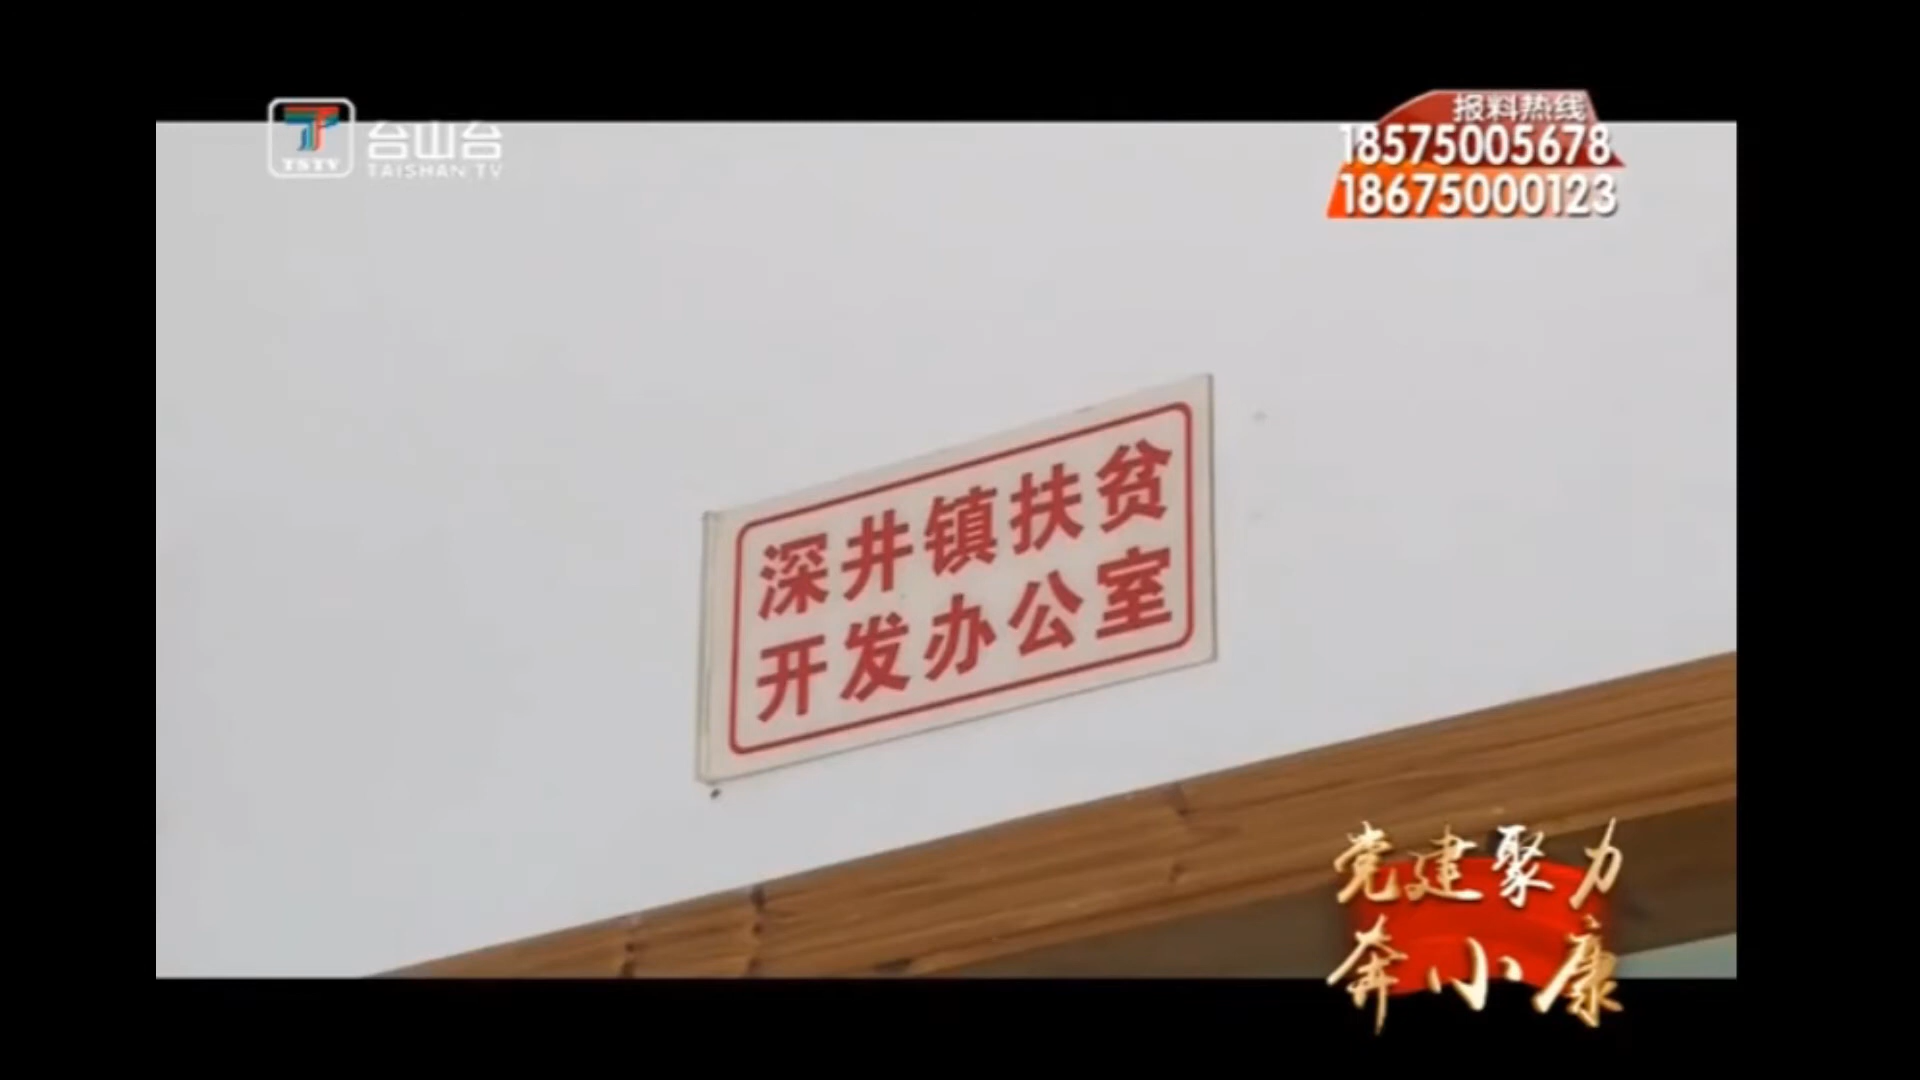 TSTV
台山台
TAISHAN TV
报料热线
18575005678
18675000123
深井镇扶贫
开发办公室
党建聚力
奔小康